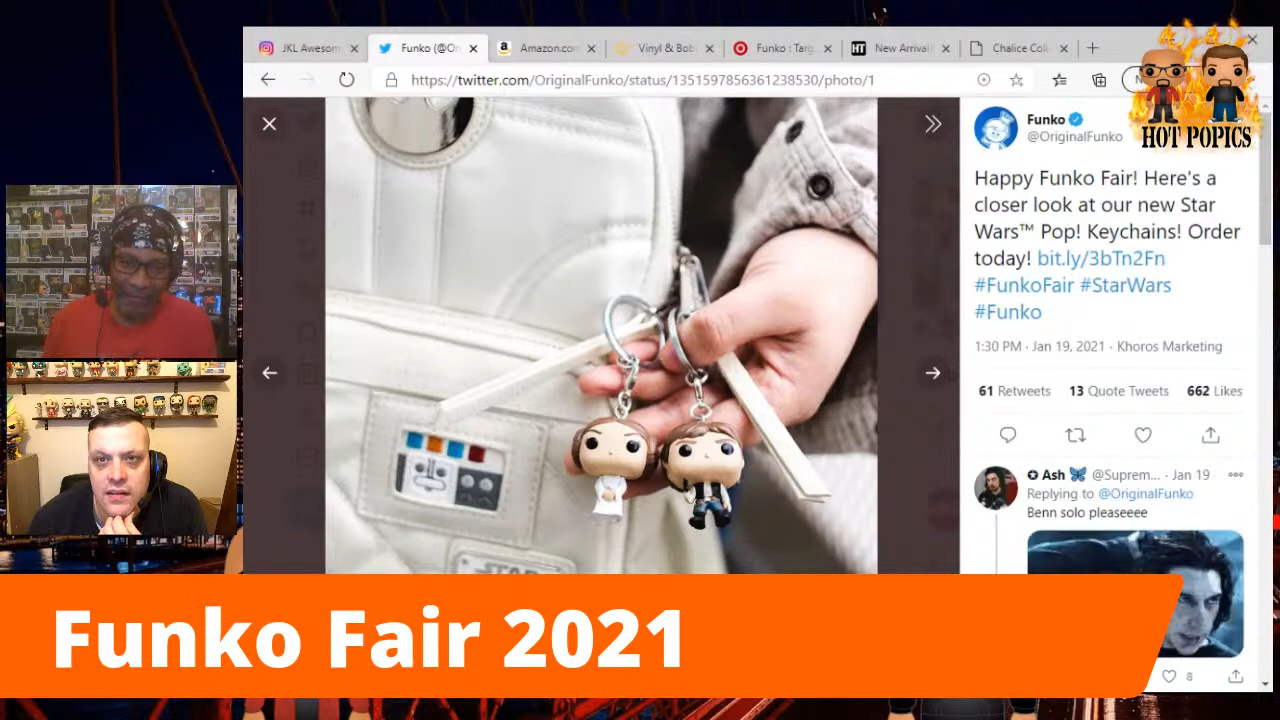 JKL Awesom
Funko (@O
Amazon.co
Vinyl & Bob
Funko : Targ
New Arrival
Chalice Coll
https://twitter.com/OriginalFunko/status/1351597856361238530/photo/1
HOT POPICS
Funko
@OriginalFunko
Happy Funko Fair! Here's a
closer look at our new Star
Wars™ Pop! Keychains! Order
today! bit.ly/3bTn2Fn
#FunkoFair #StarWars
#Funko
1:30 PM · Jan 19, 2021 · Khoros Marketing
61 Retweets 13 Quote Tweets 662 Likes
Ash @Suprem... · Jan 19
Replying to @OriginalFunko
Benn solo pleaseeee
8
STAR
Funko Fair 2021